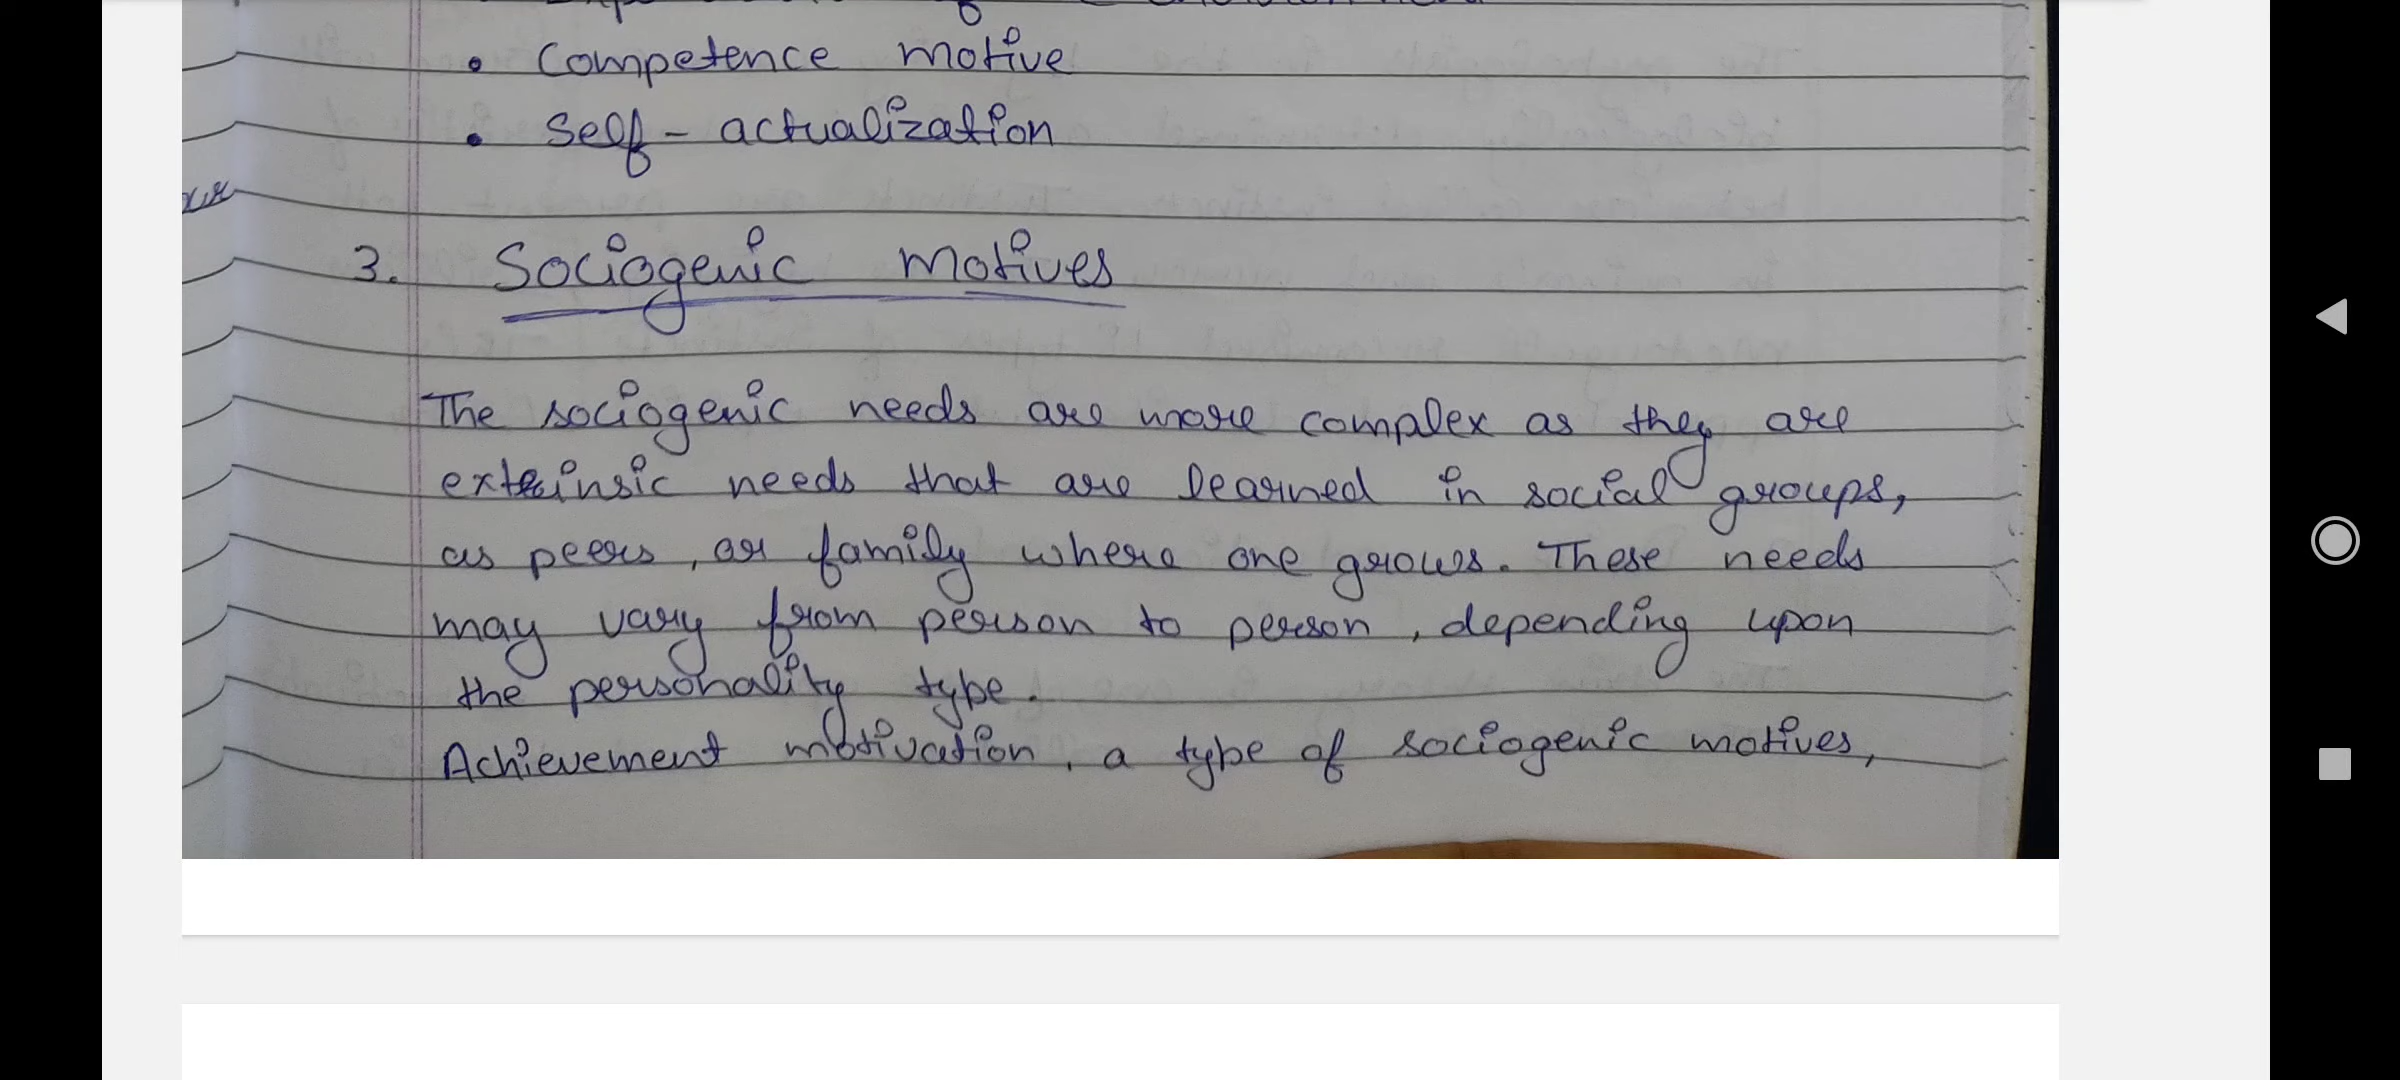 • Competence motive
• Self - actualization
3. Sociogenic motives
The sociogenic needs are more complex as they are
extrinsic needs that are learned in social groups,
as peers, or family where one grows. These needs
may vary from person to person, depending upon
the personality type.
Achievement motivation, a type of sociogenic motives,